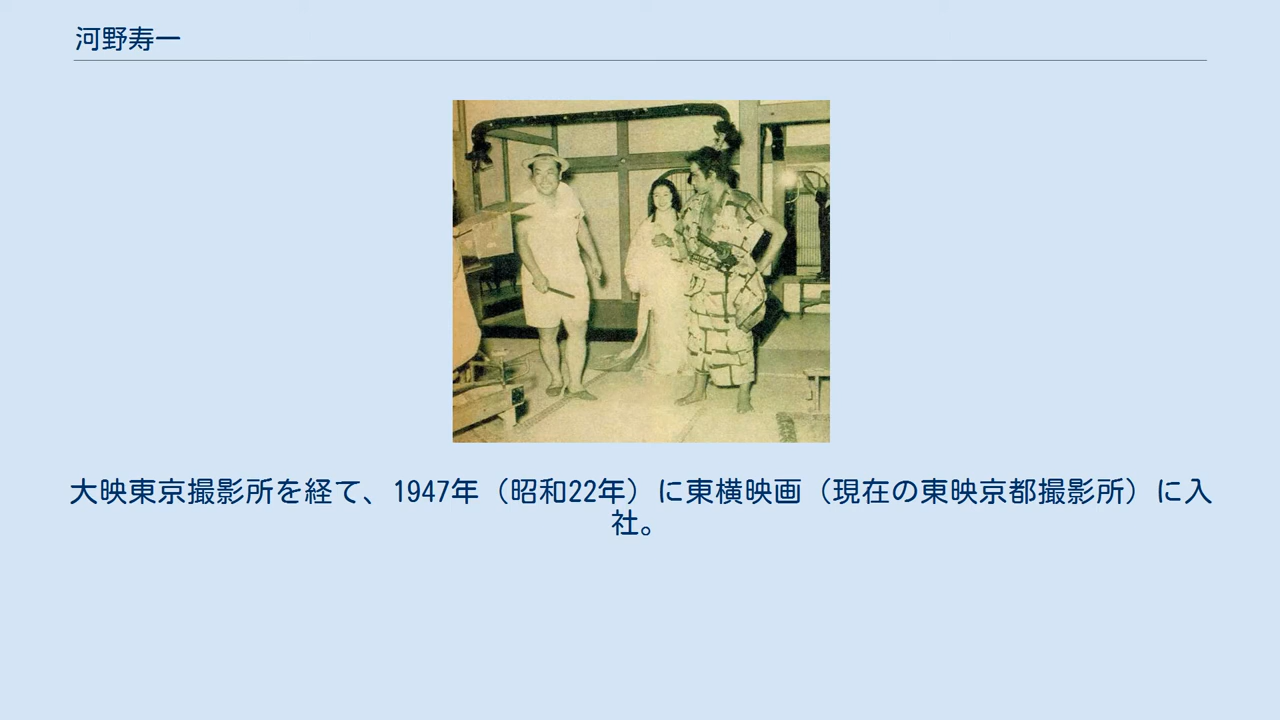 河野寿一
大映東京撮影所を経て、1947年（昭和22年）に東横映画（現在の東映京都撮影所）に入
社。